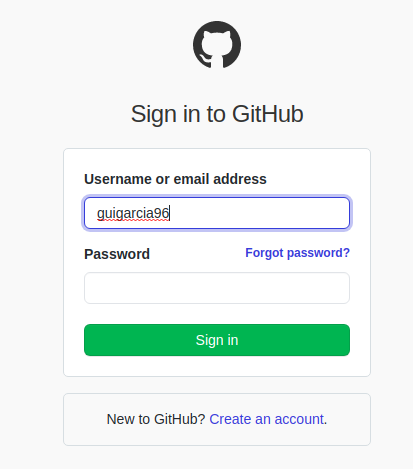 Sign in to GitHub
Username or email address
guigarcia96
Password Forgot password?
Sign in
New to GitHub? Create an account.